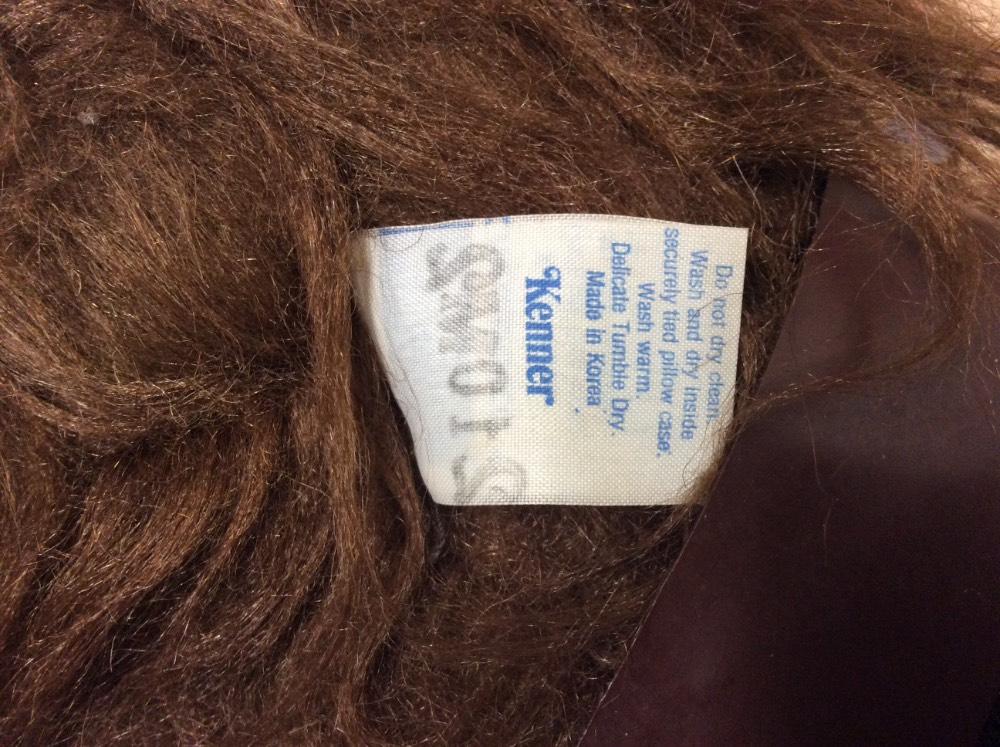 Do not dry clean.
Wash and dry inside
securely tied pillow case.
Wash warm.
Delicate Tumble Dry.
Made in Korea
Kenner